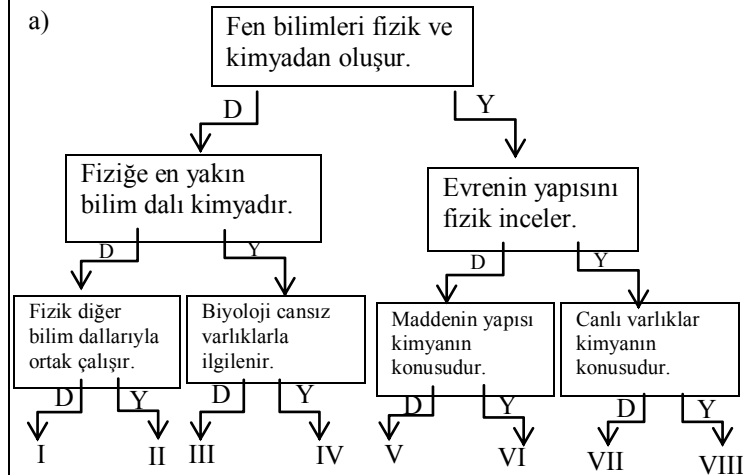 a)
Fen bilimleri fizik ve
kimyadan oluşur.
D
Y
Fiziğe en yakın
bilim dalı kimyadır.
Evrenin yapısını
fizik inceler.
D
Y
D
Y
Fizik diğer
bilim dallarıyla
ortak çalışır.
Biyoloji cansız
varlıklarla
ilgilenir.
Maddenin yapısı
kimyanın
konusudur.
Canlı varlıklar
kimyanın
konusudur.
D
Y
D
Y
D
Y
D
Y
I
II
III
IV
V
VI
VII
VIII